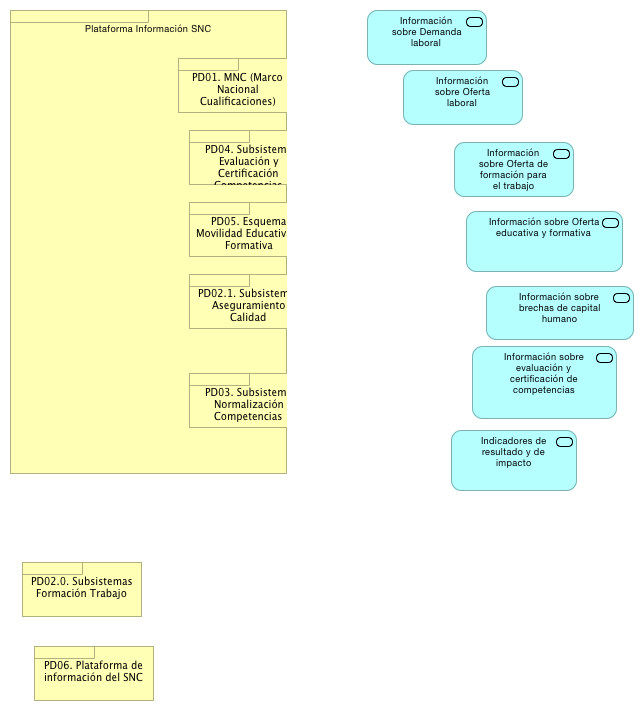 Plataforma Información SNC
PD01. MNC (Marco
Nacional
Cualificaciones)
PD04. Subsistem
Evaluación y
Certificación
Competencias
PD05. Esquema
Movilidad Educativ
Formativa
PD02.1. Subsistem
Aseguramiento
Calidad
PD03. Subsistem
Normalización
Competencias
PD02.0. Subsistemas
Formación Trabajo
PD06. Plataforma de
información del SNC
Información
sobre Demanda
laboral
Información
sobre Oferta
laboral
Información
sobre Oferta de
formación para
el trabajo
Información sobre Oferta
educativa y formativa
Información sobre
brechas de capital
humano
Información sobre
evaluación y
certificación de
competencias
Indicadores de
resultado y de
impacto